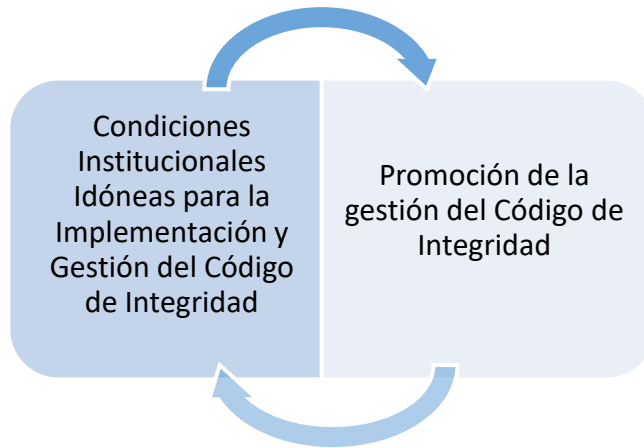 Condiciones
Institucionales
Idóneas para la
Implementación y
Gestión del Código
de Integridad
Promoción de la
gestión del Código de
Integridad